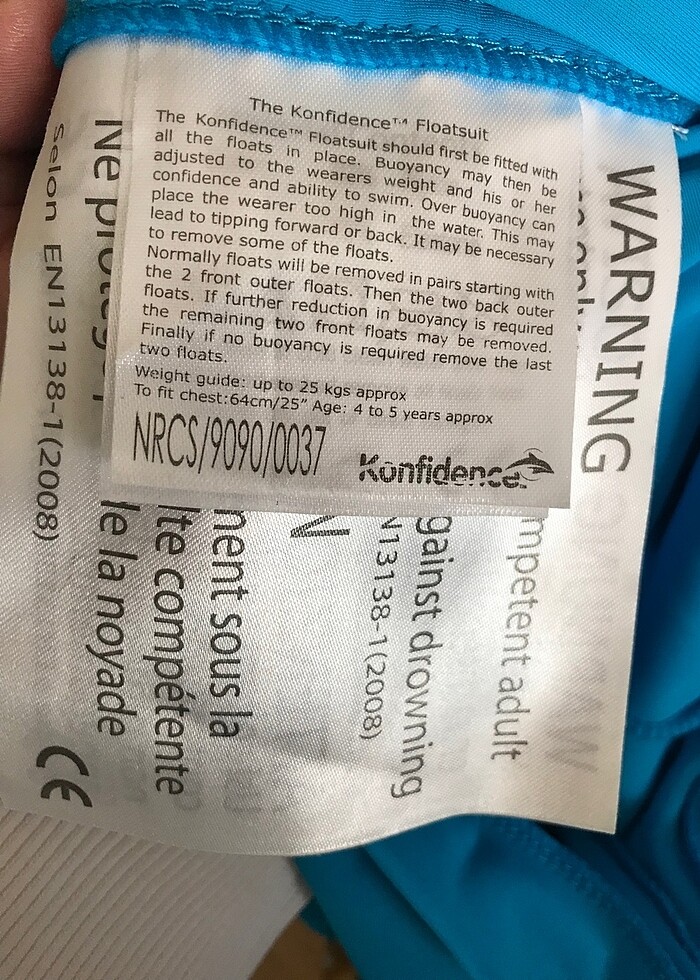 The Konfidence™ Floatsuit
The Konfidence™ Floatsuit should first be fitted with
all the floats in place. Buoyancy may then be
adjusted to the wearers weight and his or her
confidence and ability to swim. Over buoyancy can
place the wearer too high in the water. This may
lead to tipping forward or back. It may be necessary
to remove some of the floats.
Normally floats will be removed in pairs starting with
the 2 front outer floats. Then the two back outer
floats. If further reduction in buoyancy is required
the remaining two front floats may be removed.
Finally if no buoyancy is required remove the last
two floats.
Weight guide: up to 25 kgs approx
To fit chest:64cm/25" Age: 4 to 5 years approx
NRCS/9090/0037
Konfidence
WARNING
mpetent adult
gainst drowning
N13138-1(2008)
N
ment sous la
lte compétente
Ne proteg
de la noyade
Selon EN13138-1(2008)
CE